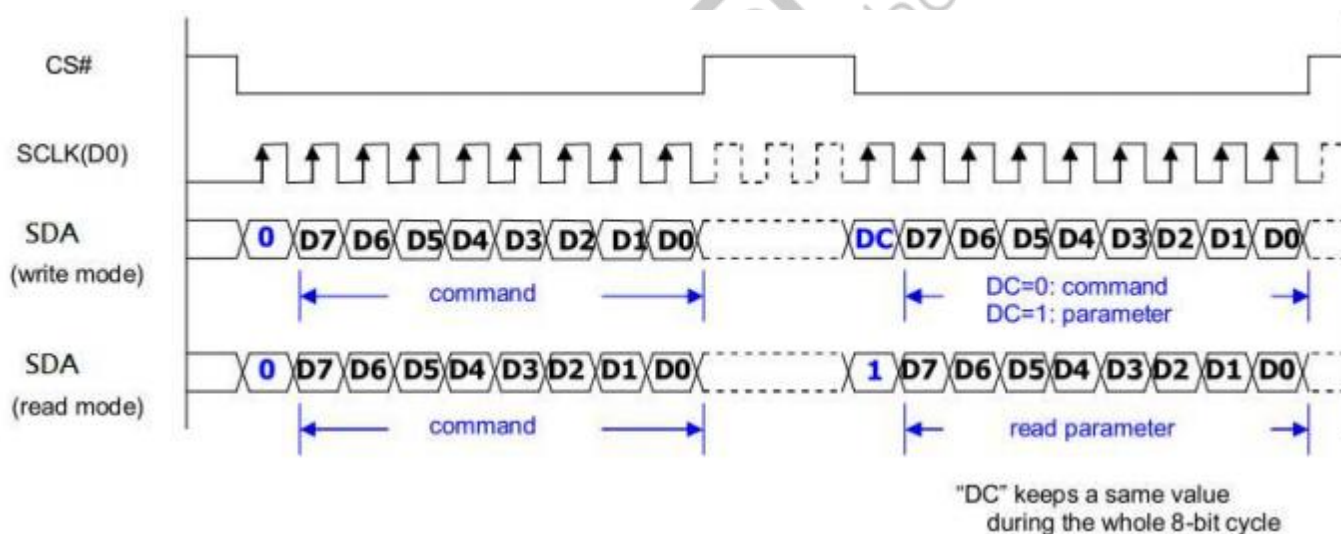 CS#
SCLK(D0)
SDA
(write mode)
0 D7 D6 D5 D4 D3 D2 D1 D0
DC D7 D6 D5 D4 D3 D2 D1 D0
command
DC=0: command
DC=1: parameter
SDA
(read mode)
0 D7 D6 D5 D4 D3 D2 D1 D0
1 D7 D6 D5 D4 D3 D2 D1 D0
command
read parameter
"DC" keeps a same value
during the whole 8-bit cycle